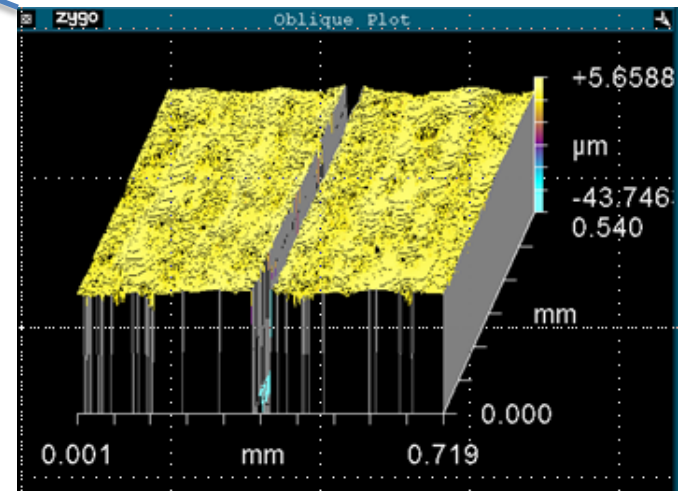 zygo Oblique Plot
+5.6588
µm
-43.746
0.540
mm
0.000
0.001 mm 0.719